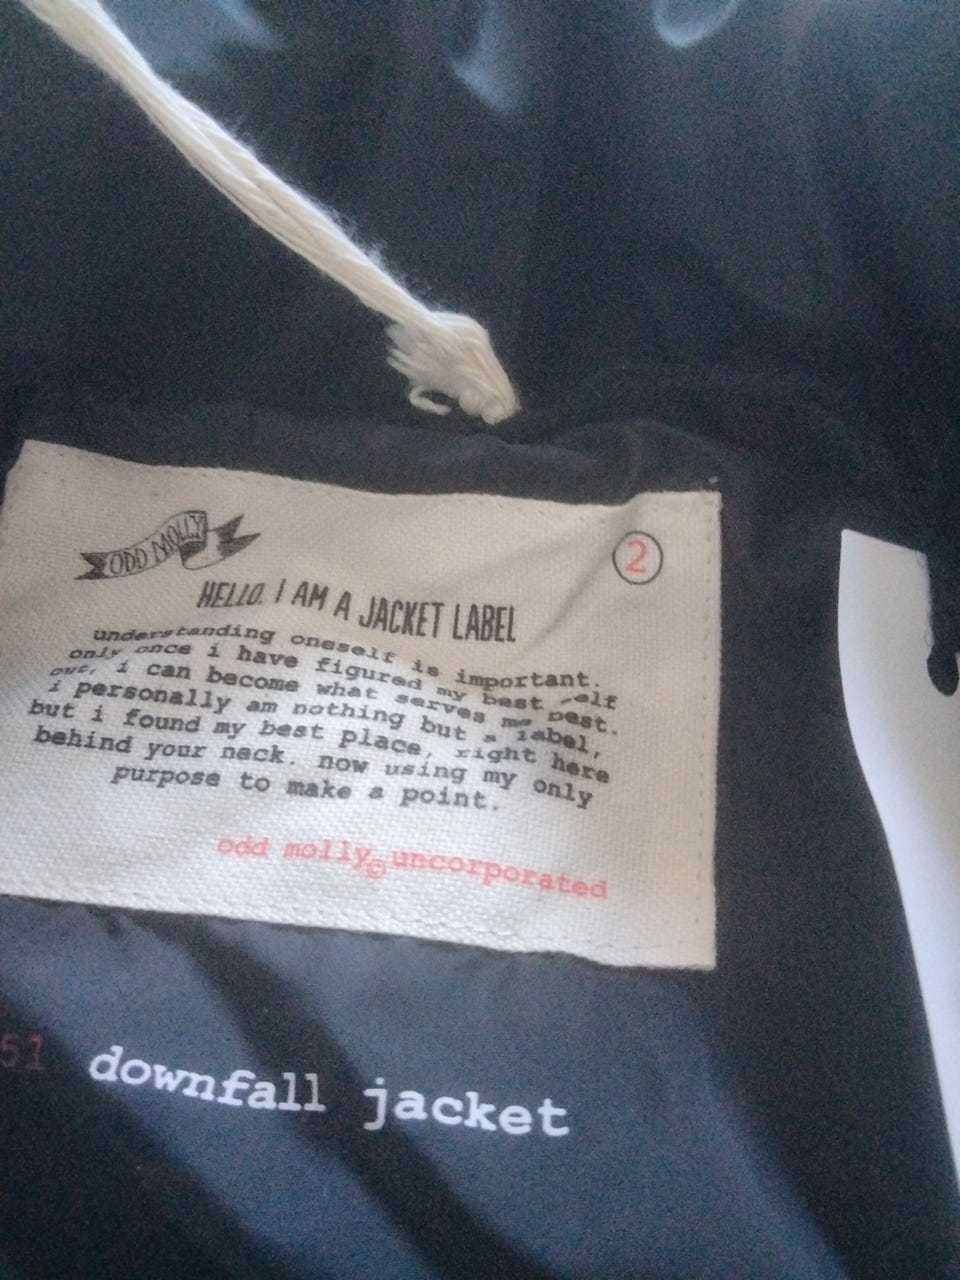 ODD MOLLY
2
HELLO. I AM A JACKET LABEL
understanding oneself is important.
only once i have figured my best self
out, i can become what serves me best.
i personally am nothing but a label,
but i found my best place, right here
behind your neck. now using my only
purpose to make a point.
odd molly© uncorporated
51 downfall jacket